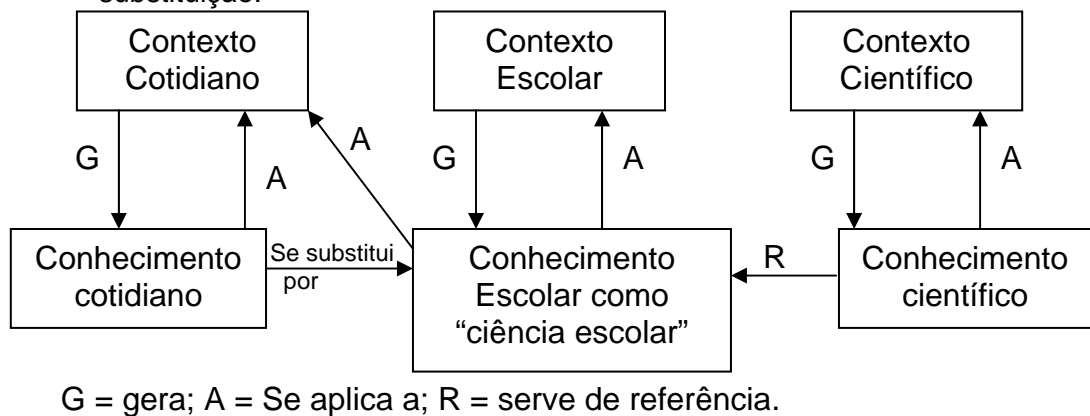 substituição.
Contexto
Cotidiano
Contexto
Escolar
Contexto
Científico
G
A
A
G
A
G
A
Conhecimento
cotidiano
Se substitui
por
Conhecimento
Escolar como
“ciência escolar”
R
Conhecimento
científico
G = gera; A = Se aplica a; R = serve de referência.